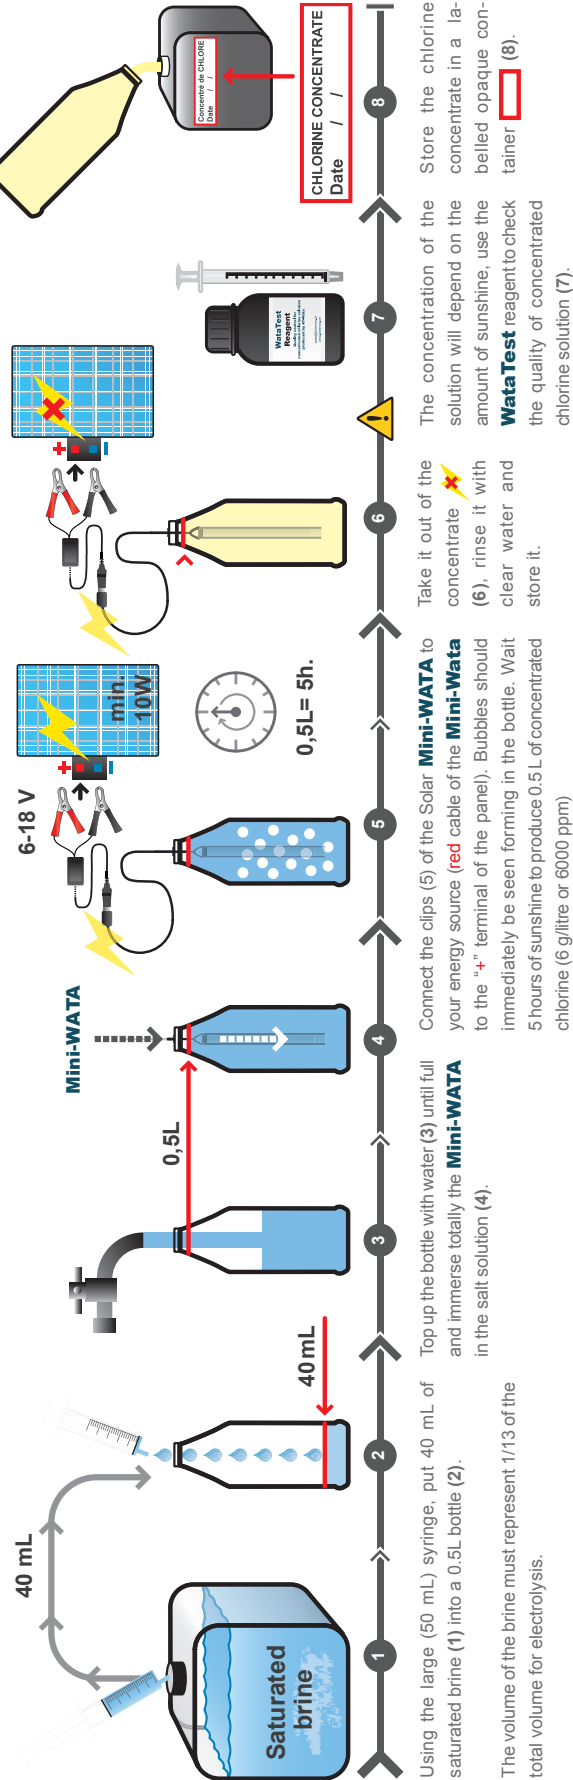 40 mL
Saturated
brine
1
40 mL
2
Using the large (50 mL) syringe, put 40 mL of
saturated brine (1) into a 0.5L bottle (2).
The volume of the brine must represent 1/13 of the
total volume for electrolysis.
0,5L
3
Mini-WATA
4
Top up the bottle with water (3) until full
and immerse totally the Mini-WATA
in the salt solution (4).
6-18 V
+
-
min.
10W
0,5L= 5h.
5
Connect the clips (5) of the Solar Mini-WATA to
your energy source (red cable of the Mini-Wata
to the “+” terminal of the panel). Bubbles should
immediately be seen forming in the bottle. Wait
5 hours of sunshine to produce 0.5 L of concentrated
chlorine (6 g/litre or 6000 ppm)
+
-
6
Take it out of the
concentrate
(6), rinse it with
clear water and
store it.
!
WataTest
Reagent
7
The concentration of the
solution will depend on the
amount of sunshine, use the
WataTest reagent to check
the quality of concentrated
chlorine solution (7).
Concentré de CHLORE
Date / /
CHLORINE CONCENTRATE
Date / /
8
Store the chlorine
concentrate in a la-
belled opaque con-
tainer (8).